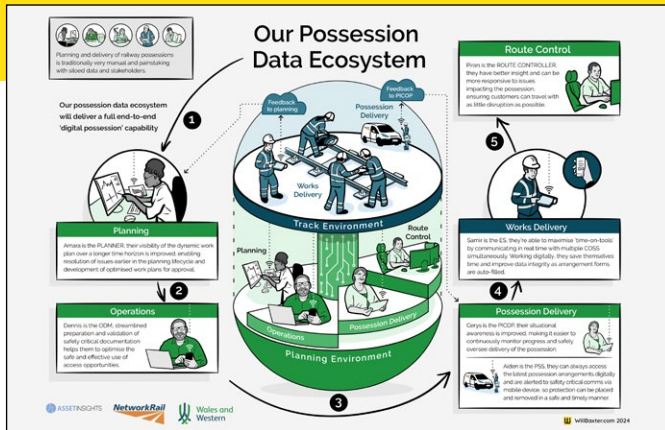 Our Possession
Data Ecosystem
Planning and delivery of railway possessions
is traditionally very manual and painstaking
with siloed data and stakeholders.
Our possession data ecosystem
will deliver a full end-to-end
'digital possession' capability
1
Planning
Amara is the PLANNER, their visibility of the dynamic work
plan over a longer time horizon is improved, enabling
resolution of issues earlier in the planning lifecycle and
development of optimised work plans for approval.
2
Operations
Dennis is the ODM, streamlined
preparation and validation of
safety critical documentation
helps them to optimise the
safe and effective use of
access opportunities.
3
Feedback
to planning
Feedback
to PICOP
Possession
Delivery
Works
Delivery
Track Environment
Planning
Route
Control
Operations
Possession Delivery
Planning Environment
4
Possession Delivery
Cerys is the PICOP, their situational
awareness is improved, making it easier to
continuously monitor progress and safely
oversee delivery of the possession.
Aiden is the PSS, they can always access
the latest possession arrangements digitally
and are alerted to safety critical comms via
mobile device, so protection can be placed
and removed in a safe and timely manner.
Works Delivery
Samir is the ES, they're able to maximise 'time-on-tools'
by communicating in real time with multiple COSS
simultaneously. Working digitally, they save themselves
time and improve data integrity as arrangement forms
are auto-filled.
5
Route Control
Piran is the ROUTE CONTROLLER,
they have better insight and can be
more responsive to issues
impacting the possession,
ensuring customers can travel with
as little disruption as possible.
ASSETINSIGHTS
NetworkRail
Wales and
Western
WillBaxter.com 2024